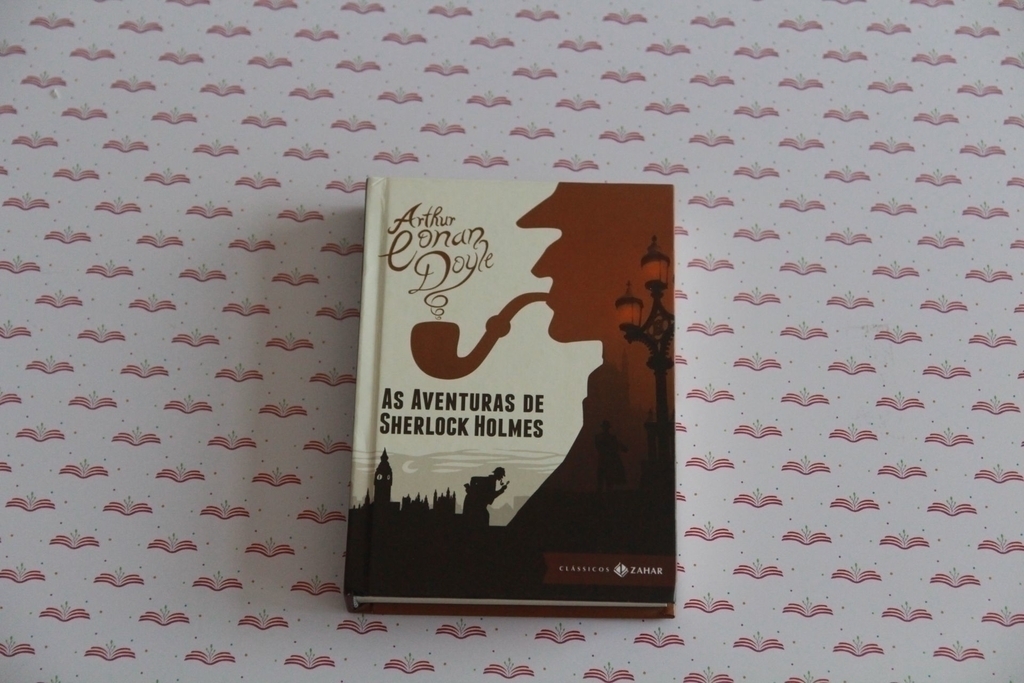 Arthur
Conan
Doyle
AS AVENTURAS DE
SHERLOCK HOLMES
CLÁSSICOS ZAHAR